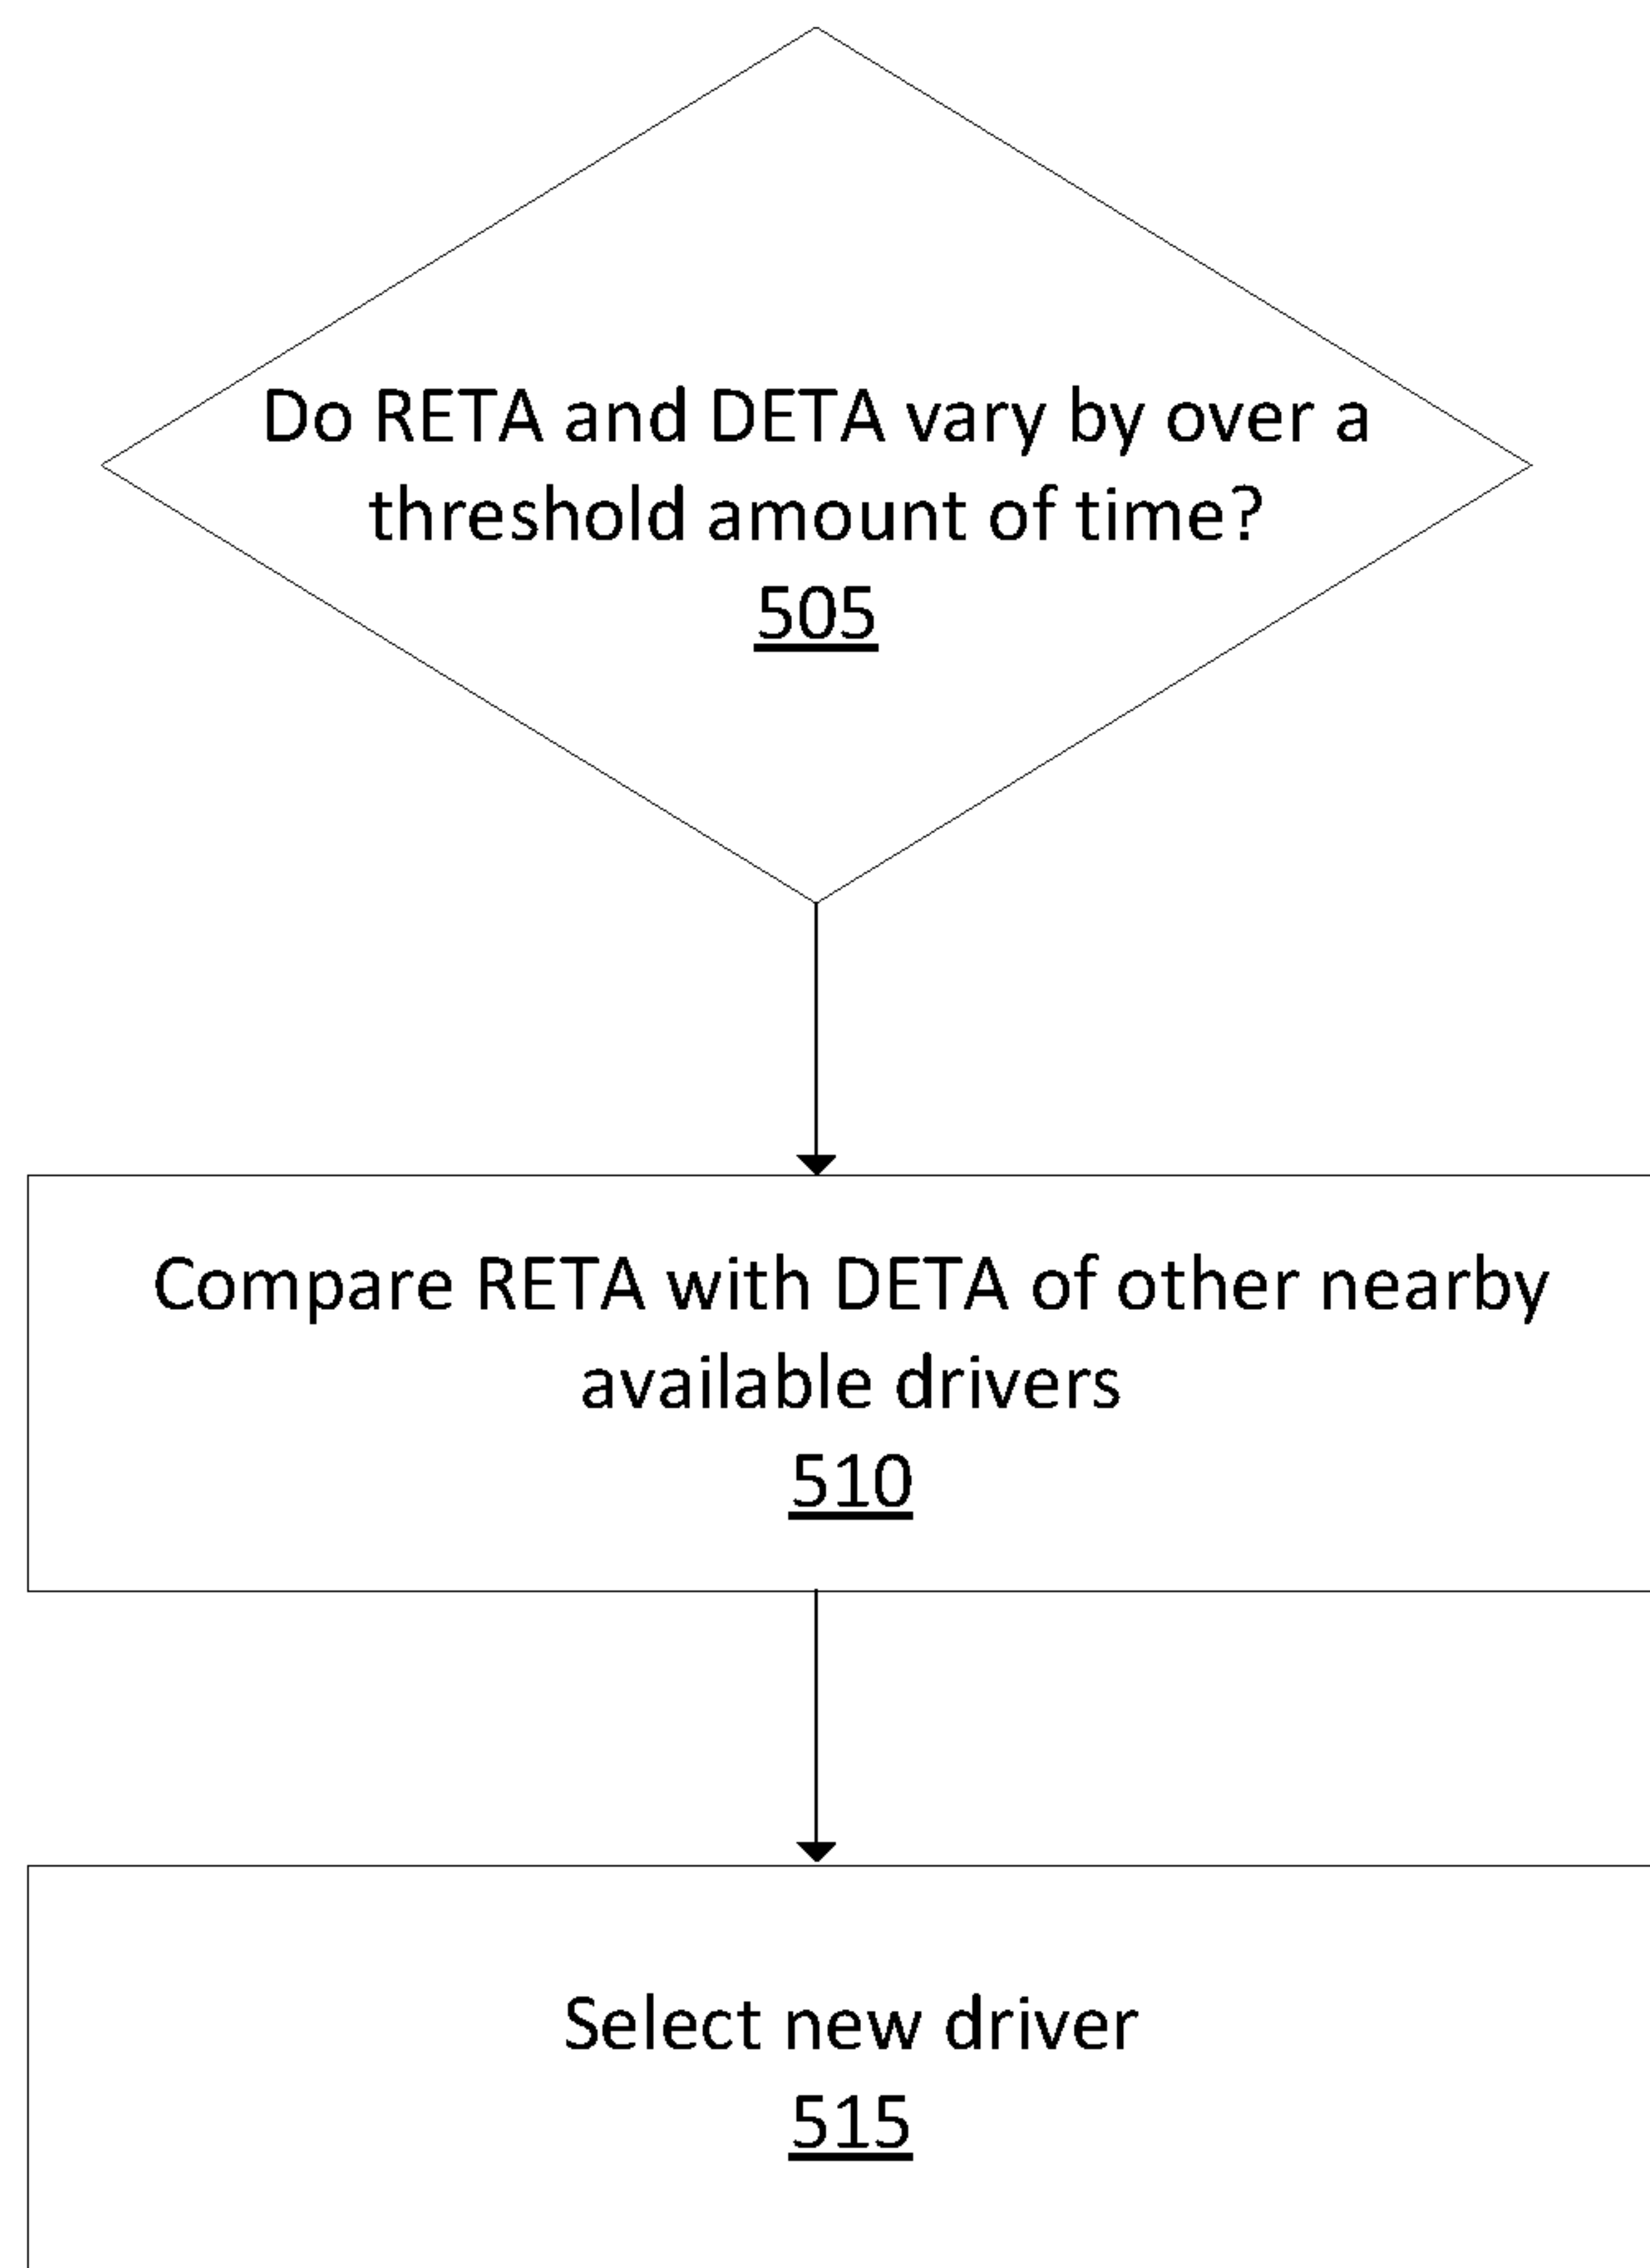 Do RETA and DETA vary by over a
threshold amount of time?
505
Compare RETA with DETA of other nearby
available drivers
510
Select new driver
515